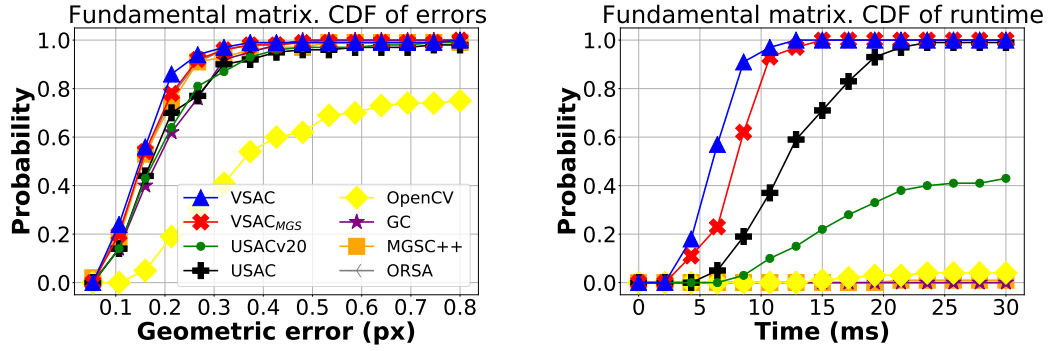 Fundamental matrix. CDF of errors
Probability
1.0
0.8
0.6
0.4
0.2
0.0
VSAC
VSAC_MGS
USACv20
USAC
OpenCV
GC
MGSC++
ORSA
0.1 0.2 0.3 0.4 0.5 0.6 0.7 0.8
Geometric error (px)
Fundamental matrix. CDF of runtime
Probability
1.0
0.8
0.6
0.4
0.2
0.0
0 5 10 15 20 25 30
Time (ms)